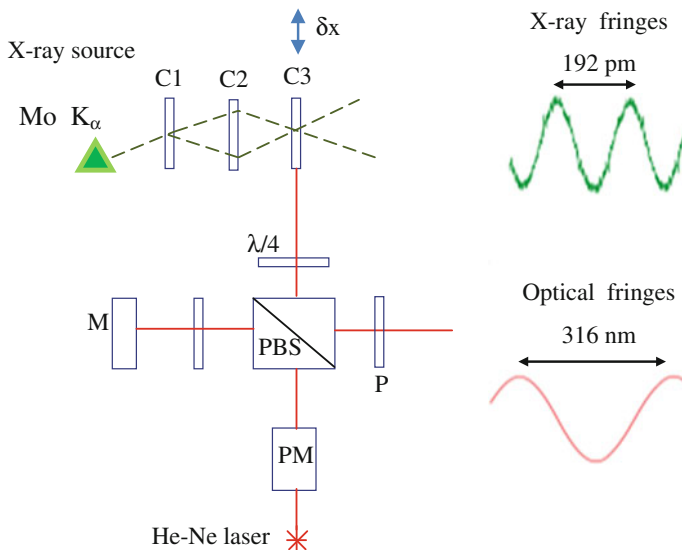 δx
X-ray source
C1 C2 C3
Mo Kα
λ/4
M
PBS
P
PM
He-Ne laser
X-ray fringes
192 pm
Optical fringes
316 nm